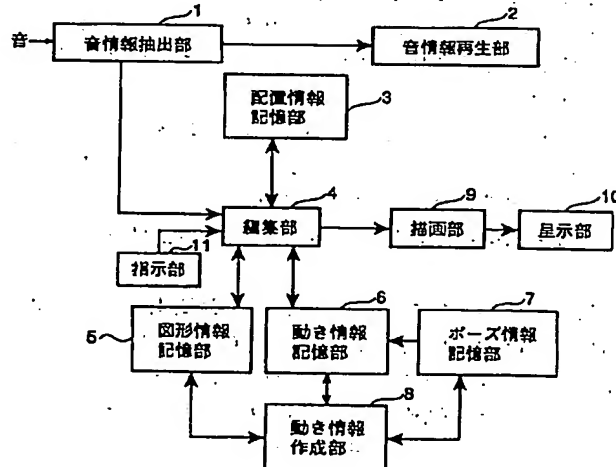 1
2
音
音情報抽出部
音情報再生部
配置情報
記憶部
3
4
9
10
編集部
描画部
呈示部
11
指示部
6
7
5
図形情報
記憶部
動き情報
記憶部
ポーズ情報
記憶部
8
動き情報
作成部